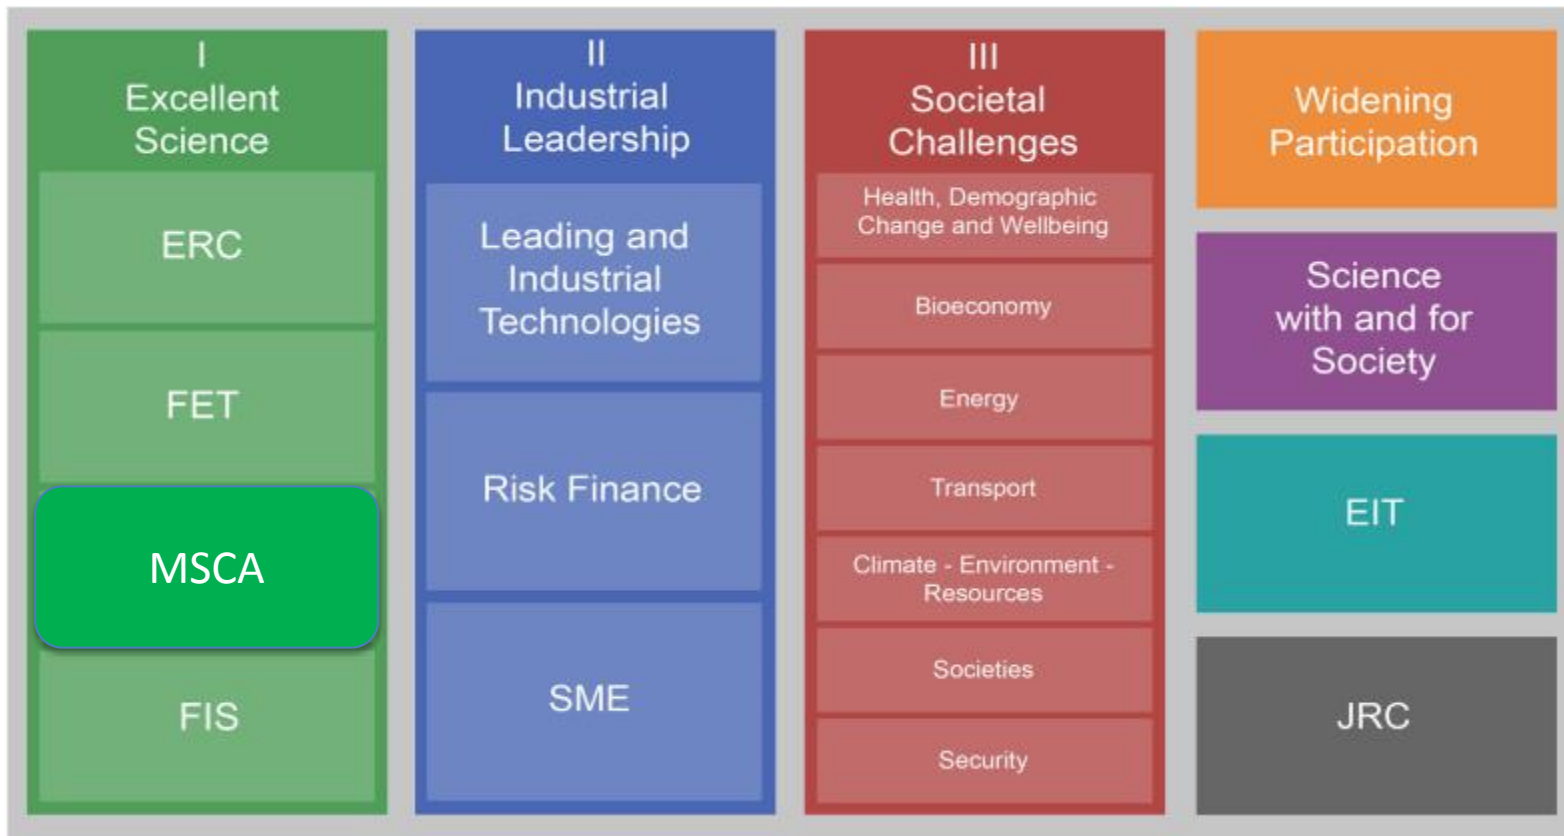 I
Excellent
Science
ERC
FET
MSCA
FIS
II
Industrial
Leadership
Leading and
Industrial
Technologies
Risk Finance
SME
III
Societal
Challenges
Health, Demographic
Change and Wellbeing
Bioeconomy
Energy
Transport
Climate - Environment -
Resources
Societies
Security
Widening
Participation
Science
with and for
Society
EIT
JRC